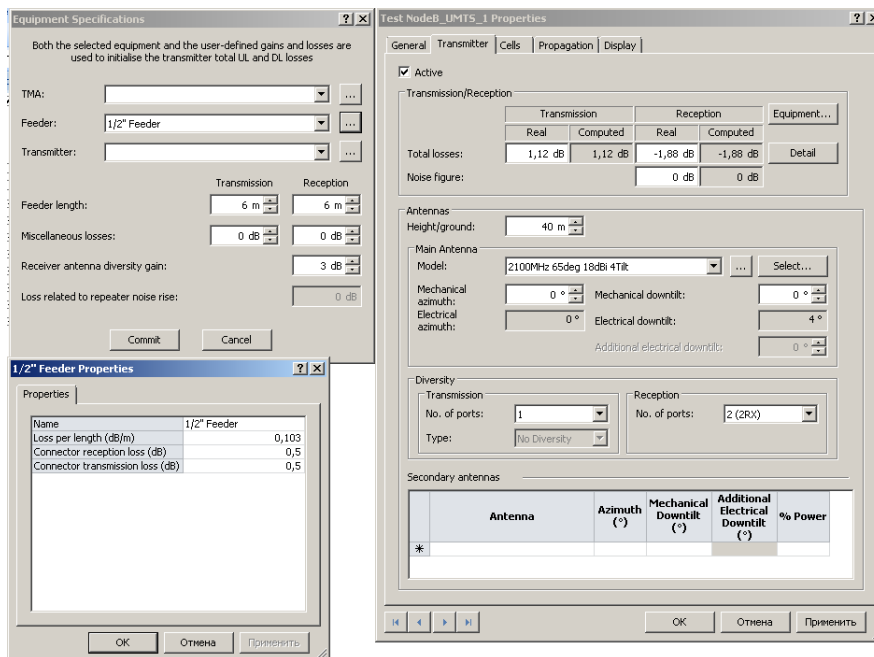 Equipment Specifications
Both the selected equipment and the user-defined gains and losses are
used to initialise the transmitter total UL and DL losses
TMA:
...
Feeder: 1/2" Feeder ...
Transmitter: ...
Transmission Reception
Feeder length: 6 m 6 m
Miscellaneous losses: 0 dB 0 dB
Receiver antenna diversity gain: 3 dB
Loss related to repeater noise rise: 0 dB
Commit Cancel
1/2" Feeder Properties
Properties
Name 1/2" Feeder
Loss per length (dB/m) 0,103
Connector reception loss (dB) 0,5
Connector transmission loss (dB) 0,5
OK Отмена Применить
Test NodeB_UMTS_1 Properties
General Transmitter Cells Propagation Display
Active
Transmission/Reception
Transmission Reception Equipment...
Real Computed Real Computed
Total losses: 1,12 dB 1,12 dB -1,88 dB -1,88 dB Detail
Noise figure: 0 dB 0 dB
Antennas
Height/ground: 40 m
Main Antenna
Model: 2100MHz 65deg 18dBi 4Tilt ... Select...
Mechanical
azimuth: 0 ° Mechanical downtilt: 0 °
Electrical
azimuth: 0 ° Electrical downtilt: 4 °
Additional electrical downtilt: 0 °
Diversity
Transmission Reception
No. of ports: 1 No. of ports: 2 (2RX)
Type: No Diversity
Secondary antennas
Antenna
Azimuth
(°)
Mechanical
Downtilt
(°)
Additional
Electrical
Downtilt
(°)
% Power
OK Отмена Применить